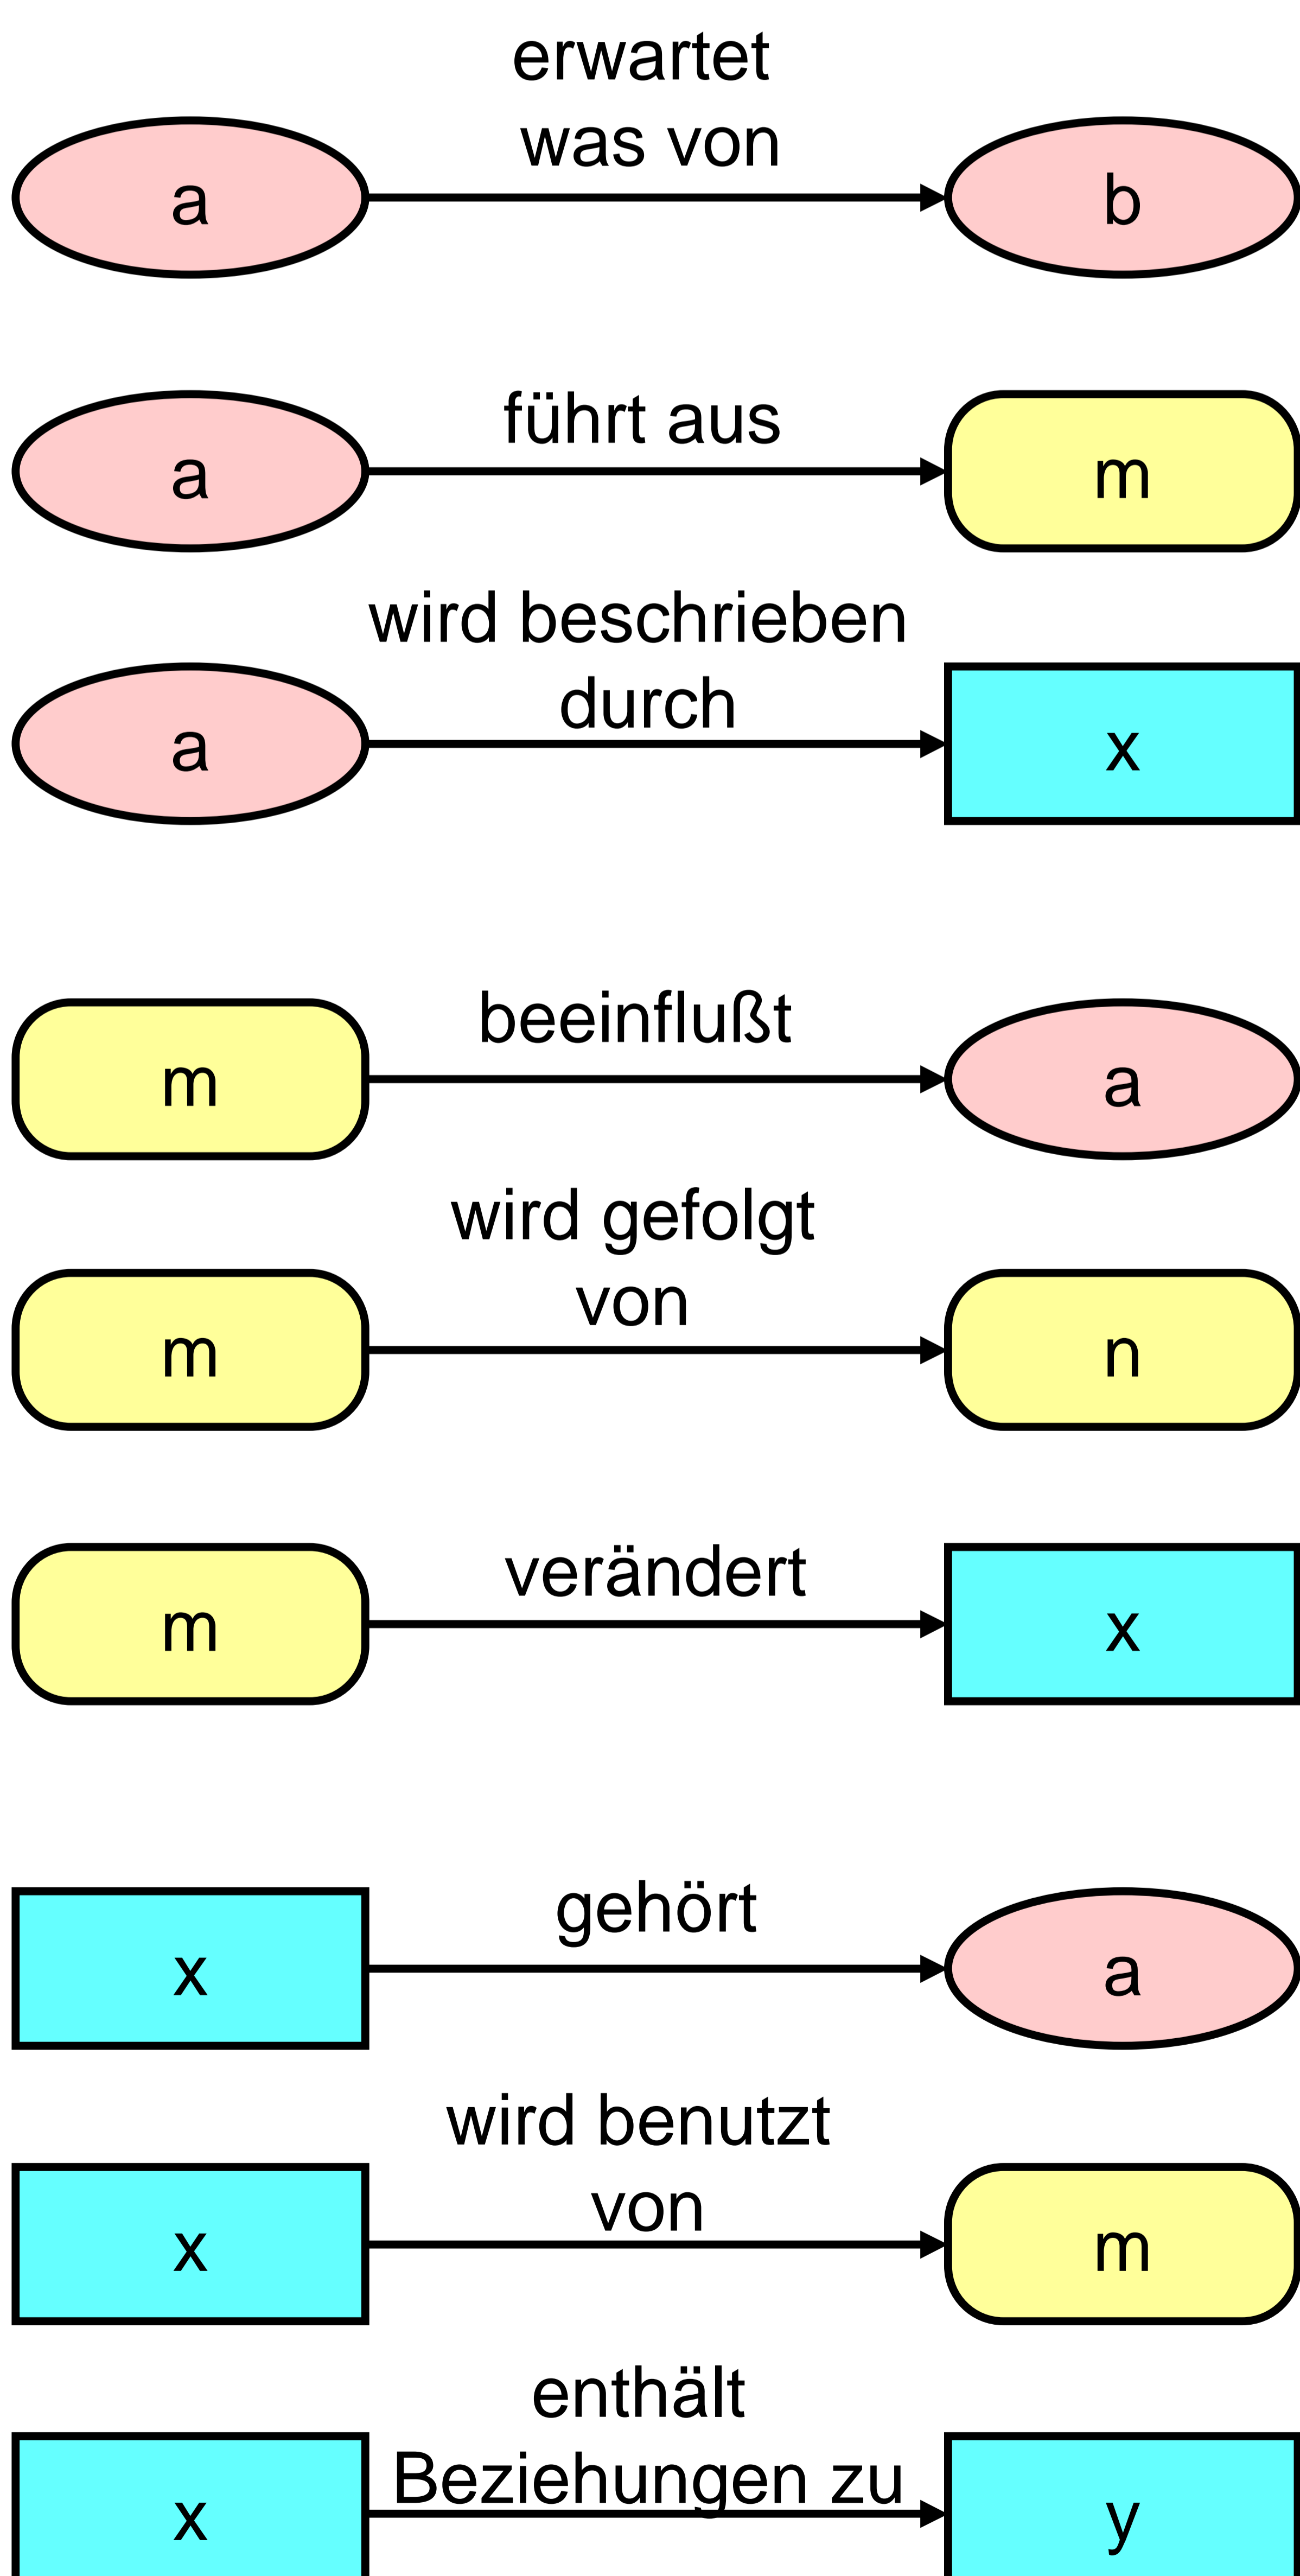 erwartet
was von
a b
führt aus
a m
wird beschrieben
durch
a x
beeinflußt
m a
wird gefolgt
von
m n
verändert
m x
gehört
x a
wird benutzt
von
x m
enthält
Beziehungen zu
x y